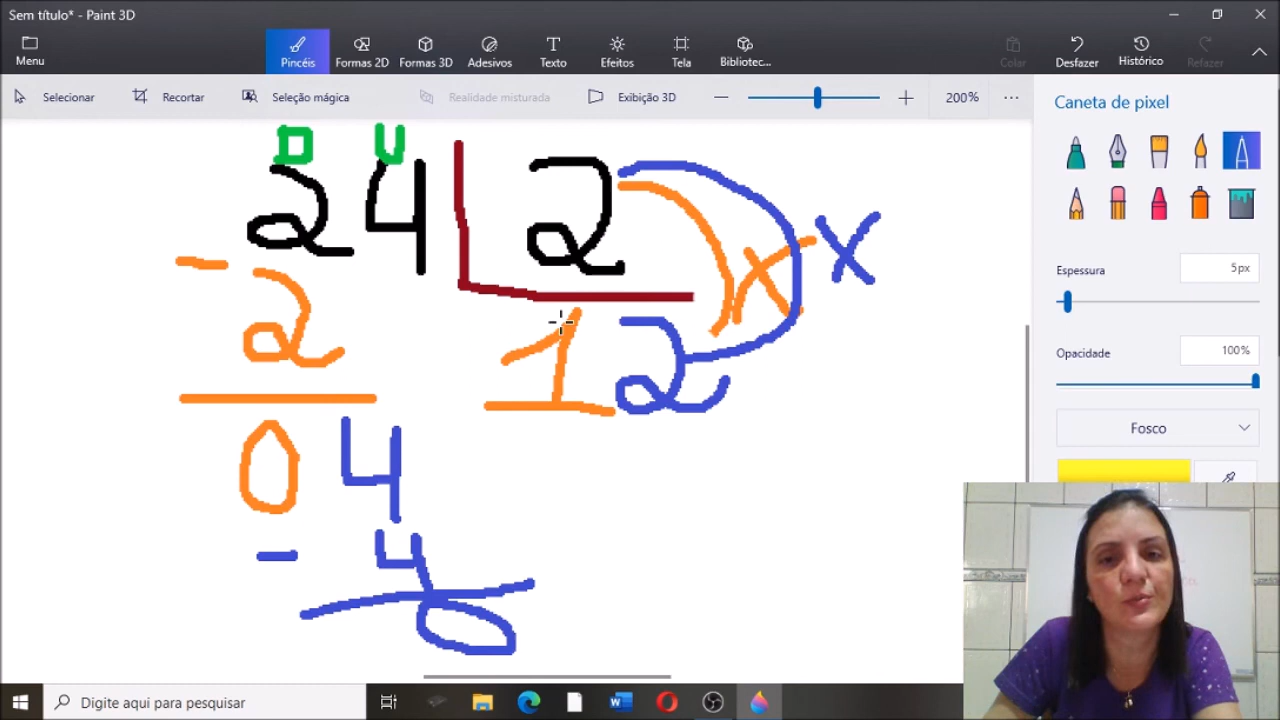 Sem título* - Paint 3D
Menu
Pincéis
Formas 2D
Formas 3D
Adesivos
Texto
Efeitos
Tela
Bibliotec...
Colar
Desfazer
Histórico
Refazer
Selecionar
Recortar
Seleção mágica
Realidade misturada
Exibição 3D
200%
Caneta de pixel
Espessura
5px
Opacidade
100%
Fosco
D U
24 2
- 2 12
X X
04
- 4
0
Digite aqui para pesquisar